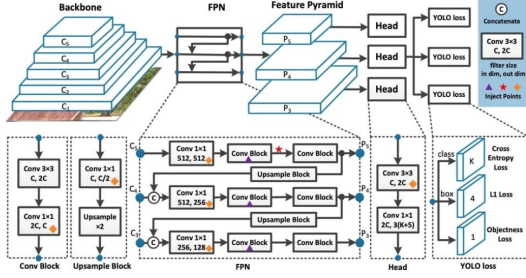 Backbone
FPN
Feature Pyramid
C5
C4
C3
C2
C1
P5
P4
P3
Head
Head
Head
YOLO loss
YOLO loss
YOLO loss
C
Concatenate
Conv 3×3
C, 2C
filter size
in dim, out dim
Inject Points
Conv 3×3
C, 2C
Conv 1×1
2C, C
Conv Block
Conv 1×1
C, C/2
Upsample
×2
Upsample Block
C5
Conv 1×1
512, 512
Conv Block
Conv Block
P5
Upsample Block
C4
C
Conv 1×1
512, 256
Conv Block
Conv Block
P4
Upsample Block
C3
C
Conv 1×1
256, 128
Conv Block
Conv Block
P3
FPN
Conv 3×3
C, 2C
Conv 1×1
2C, 3(K+5)
Head
class
K
Cross
Entropy
Loss
box
4
L1 Loss
1
Objectness
Loss
YOLO loss